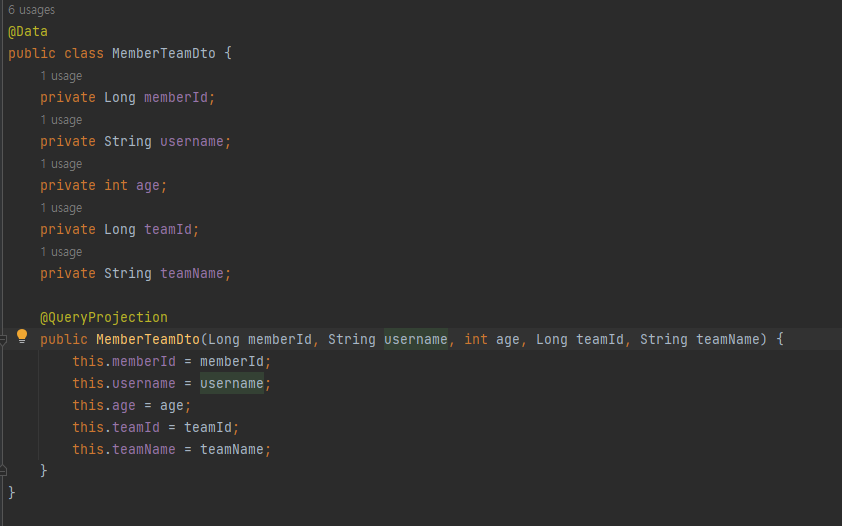 6 usages
@Data
public class MemberTeamDto {
1 usage
private Long memberId;
1 usage
private String username;
1 usage
private int age;
1 usage
private Long teamId;
1 usage
private String teamName;
@QueryProjection
public MemberTeamDto(Long memberId, String username, int age, Long teamId, String teamName) {
this.memberId = memberId;
this.username = username;
this.age = age;
this.teamId = teamId;
this.teamName = teamName;
}
}